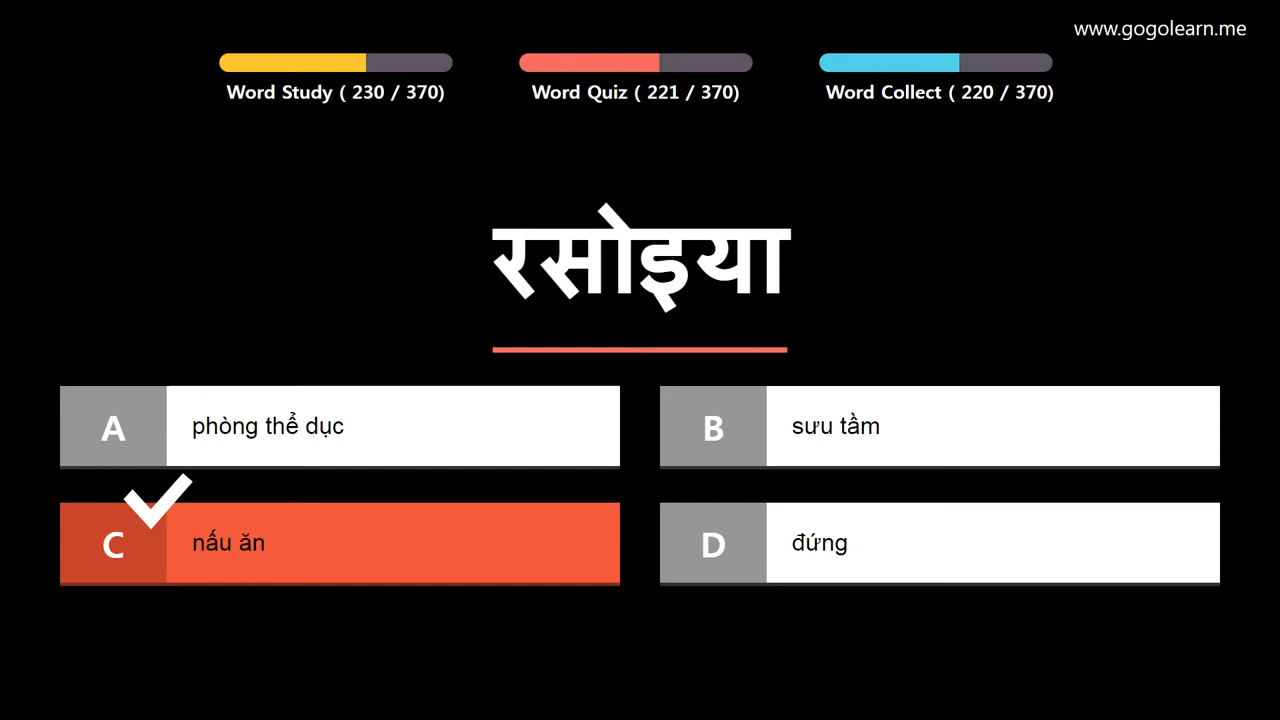 www.gogolearn.me
Word Study ( 230 / 370)
Word Quiz ( 221 / 370)
Word Collect ( 220 / 370)
रसोइया
A
phòng thể dục
B
sưu tầm
C
nấu ăn
D
đứng